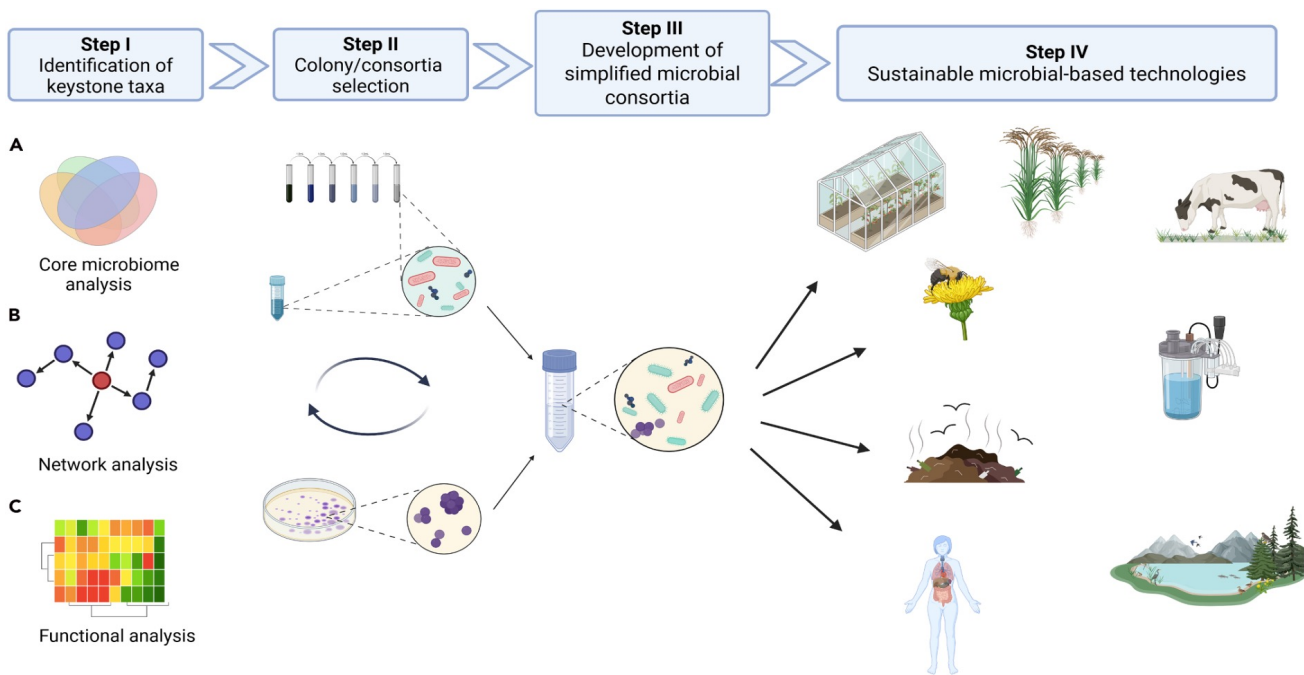 Step I
Identification of
keystone taxa
Step II
Colony/consortia
selection
Step III
Development of
simplified microbial
consortia
Step IV
Sustainable microbial-based technologies
A
Core microbiome
analysis
B
Network analysis
C
Functional analysis